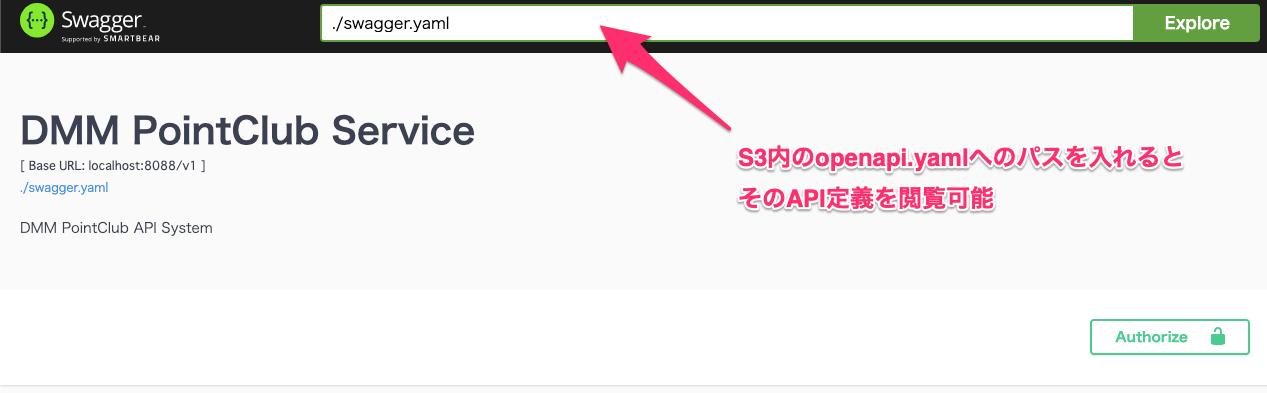 {···} Swagger™
Supported by SMARTBEAR
./swagger.yaml
Explore
DMM PointClub Service
[ Base URL: localhost:8088/v1 ]
./swagger.yaml
DMM PointClub API System
S3内のopenapi.yamlへのパスを入れると
そのAPI定義を閲覧可能
Authorize